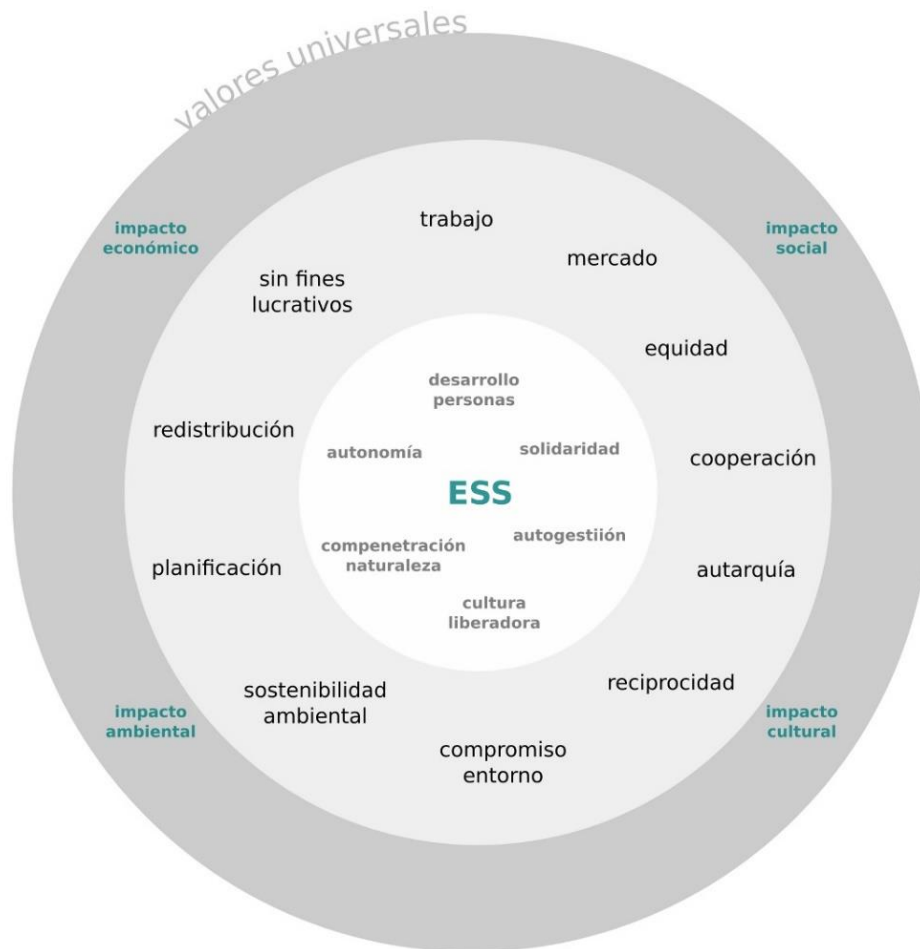 valores universales
impacto
económico
impacto
social
trabajo
mercado
sin fines
lucrativos
equidad
redistribución
cooperación
desarrollo
personas
autonomía
solidaridad
ESS
compenetración
naturaleza
autogestiión
cultura
liberadora
planificación
autarquía
sostenibilidad
ambiental
reciprocidad
compromiso
entorno
impacto
ambiental
impacto
cultural